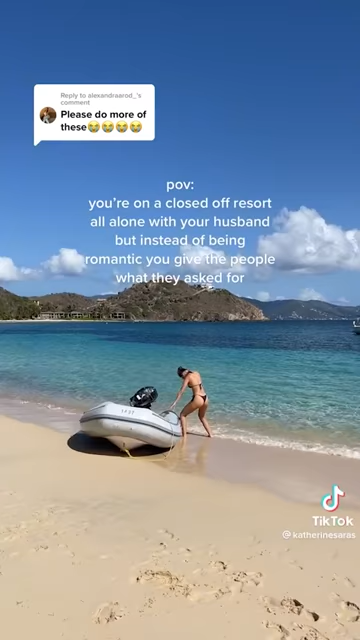 Reply to alexandraarod_'s
comment
Please do more of
these😭😭😭😭
pov:
you're on a closed off resort
all alone with your husband
but instead of being
romantic you give the people
what they asked for
TikTok
@katherinesaras